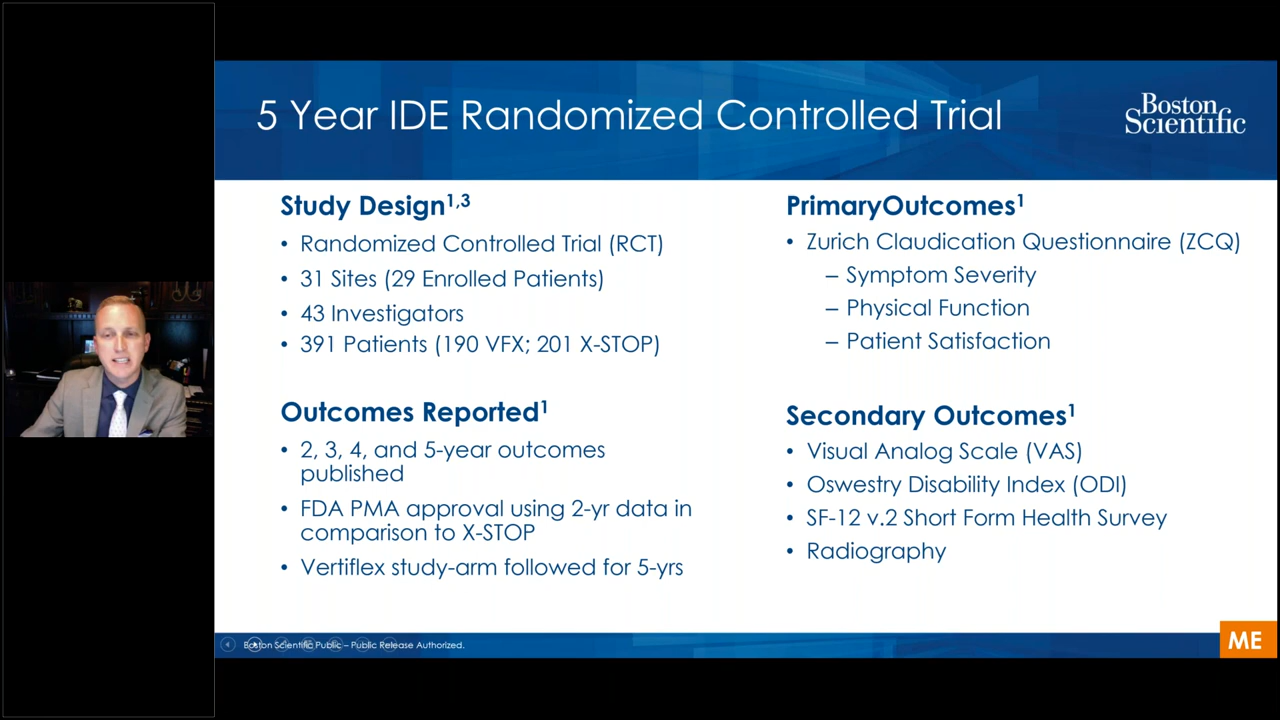 5 Year IDE Randomized Controlled Trial
Boston
Scientific
Study Design1,3
• Randomized Controlled Trial (RCT)
• 31 Sites (29 Enrolled Patients)
• 43 Investigators
• 391 Patients (190 VFX; 201 X-STOP)
Outcomes Reported1
• 2, 3, 4, and 5-year outcomes
published
• FDA PMA approval using 2-yr data in
comparison to X-STOP
• Vertiflex study-arm followed for 5-yrs
PrimaryOutcomes1
• Zurich Claudication Questionnaire (ZCQ)
– Symptom Severity
– Physical Function
– Patient Satisfaction
Secondary Outcomes1
• Visual Analog Scale (VAS)
• Oswestry Disability Index (ODI)
• SF-12 v.2 Short Form Health Survey
• Radiography
Boston Scientific Public – Public Release Authorized.
ME